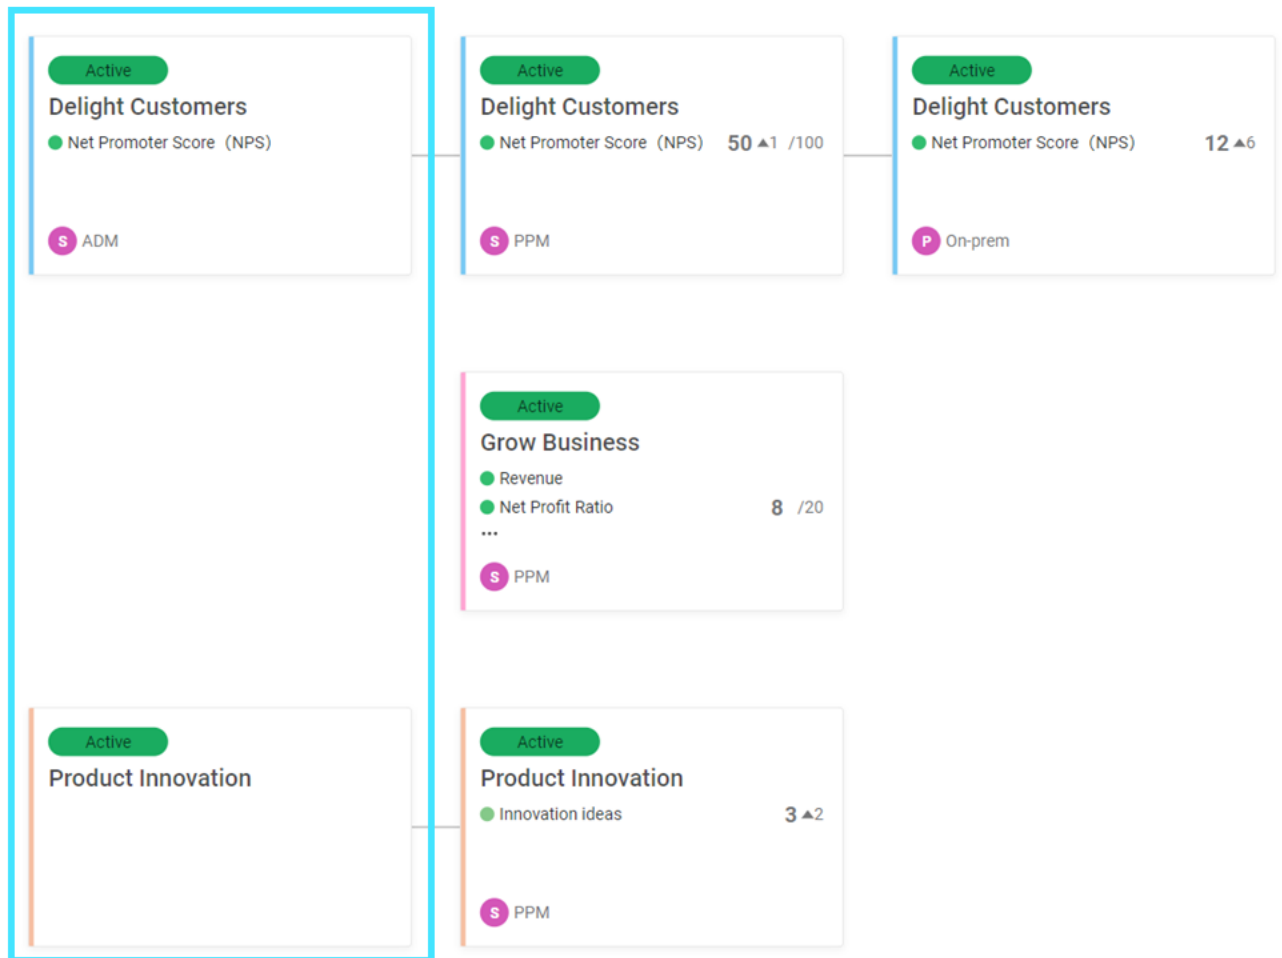 Active
Delight Customers
Net Promoter Score (NPS)
S ADM
Active
Delight Customers
Net Promoter Score (NPS) 50 ▲1 /100
S PPM
Active
Delight Customers
Net Promoter Score (NPS) 12 ▲6
P On-prem
Active
Grow Business
Revenue
Net Profit Ratio 8 /20
...
S PPM
Active
Product Innovation
Active
Product Innovation
Innovation ideas 3 ▲2
S PPM